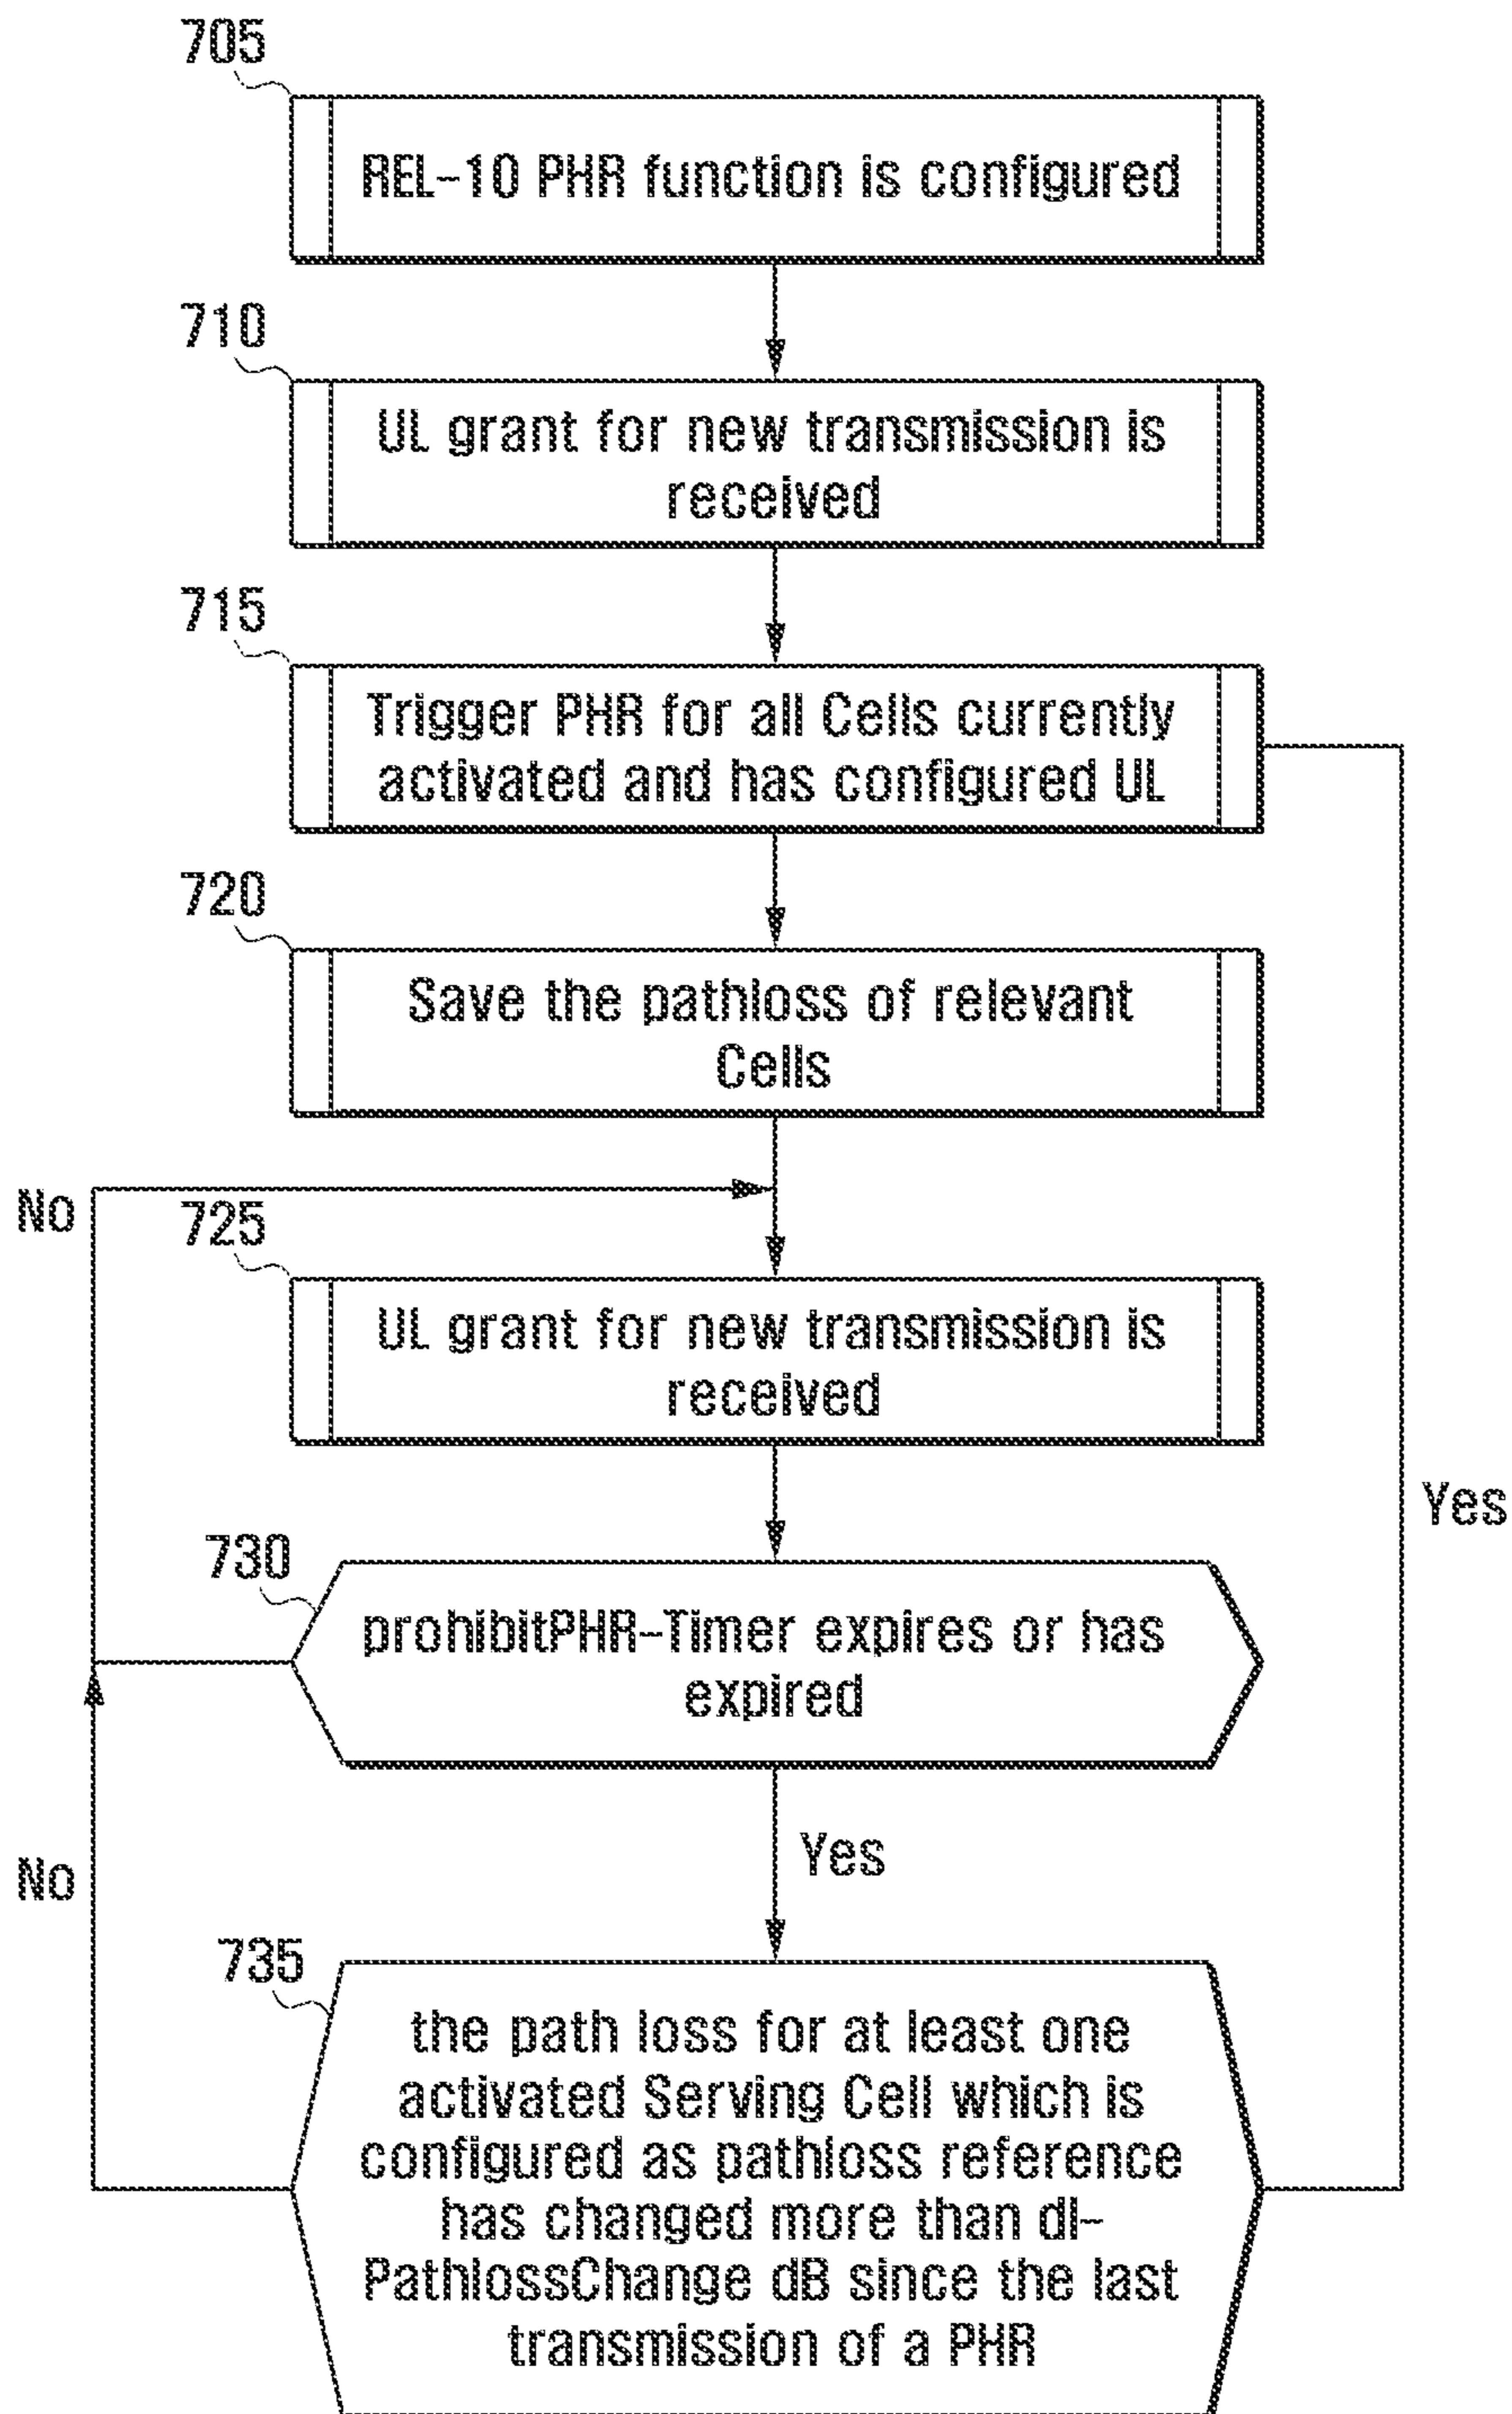 705
REL-10 PHR function is configured
710
UL grant for new transmission is
received
715
Trigger PHR for all Cells currently
activated and has configured UL
720
Save the pathloss of relevant
Cells
No
725
UL grant for new transmission is
received
Yes
730
prohibitPHR-Timer expires or has
expired
Yes
No
735
the path loss for at least one
activated Serving Cell which is
configured as pathloss reference
has changed more than dl-
PathlossChange dB since the last
transmission of a PHR